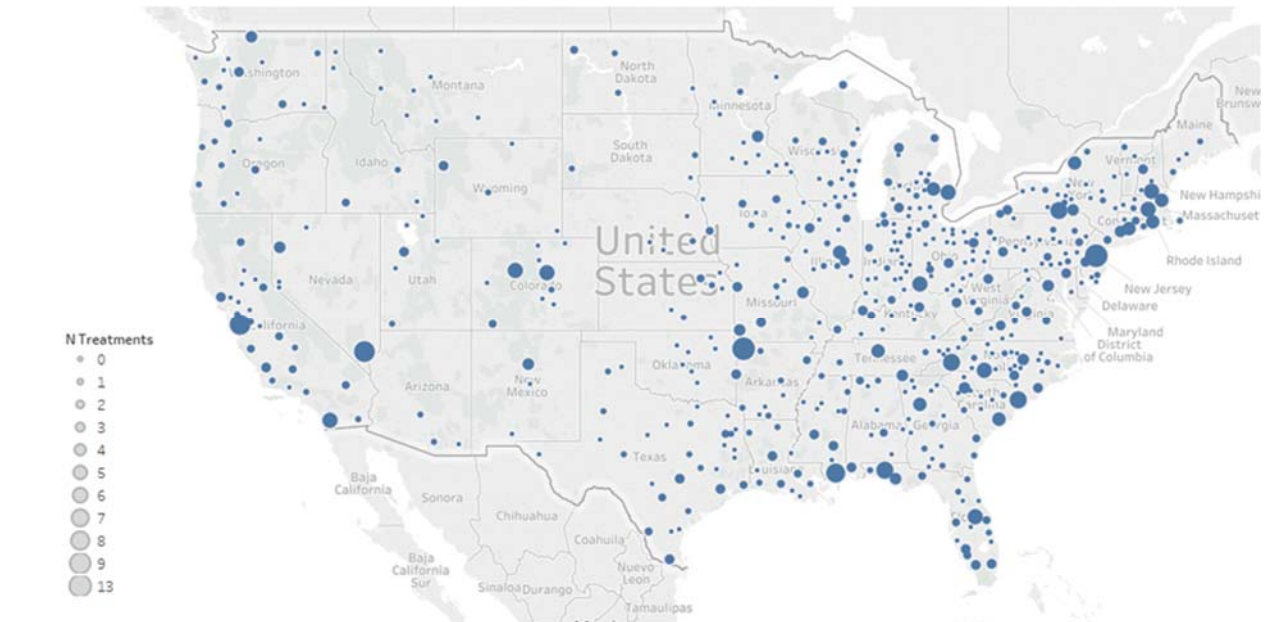 N Treatments
0
1
2
3
4
5
6
7
8
9
13
United
States
North
Dakota
Montana
Minnesota
Maine
New
Brunsw
South
Dakota
Vermont
Oregon
Idaho
Wyoming
New Hampshi
Iowa
Massachuset
Pennsylvania
Ohio
Rhode Island
Nevada
Utah
Colorado
West
Virginia
New Jersey
Delaware
Missouri
Kentucky
Maryland
District
of Columbia
Oklahoma
Tennessee
Arizona
New
Mexico
Arkansas
Alabama
Georgia
Texas
Baja
California
Sonora
Chihuahua
Coahuila
Baja
California
Sur
Nuevo
Leon
Sinaloa Durango
Tamaulipas